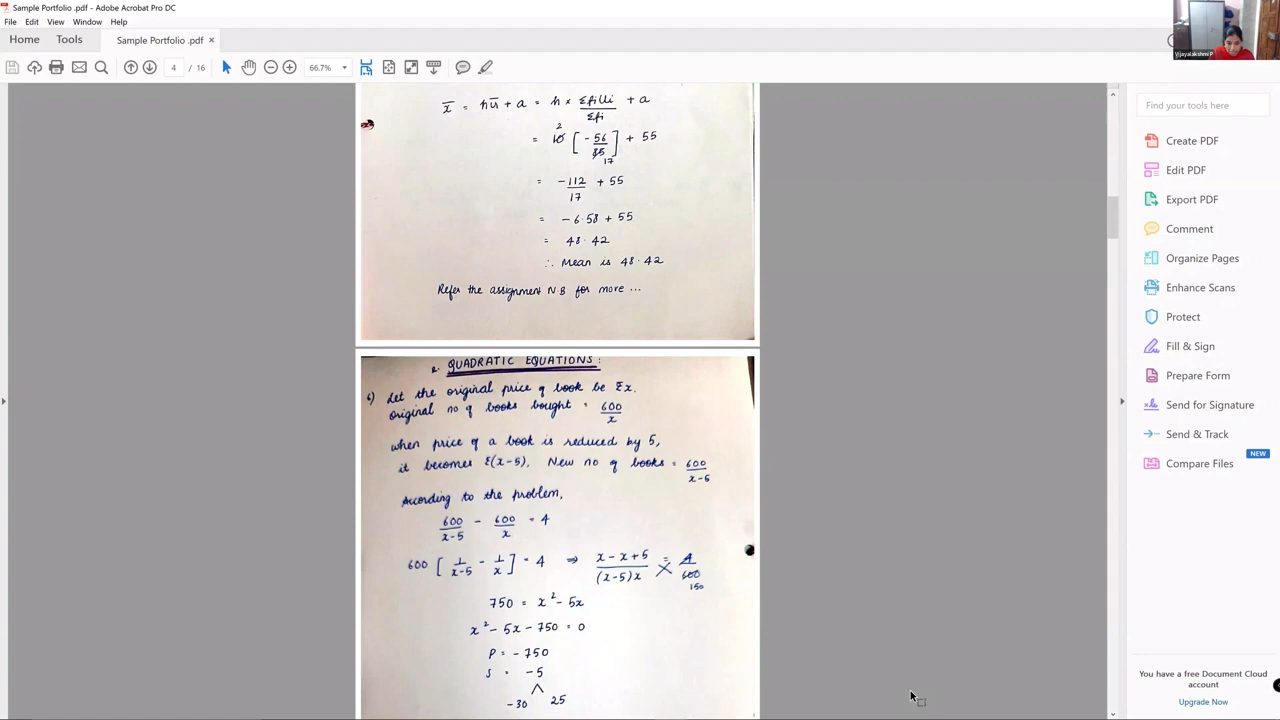 Sample Portfolio .pdf - Adobe Acrobat Pro DC
File Edit View Window Help
Home Tools Sample Portfolio .pdf ×
4 / 16 66.7%
Vijayalakshmi P
x̄ = hū + a = h × Σfiui/Σfi + a
= 10 2 [-56/85 17] + 55
= -112/17 + 55
= -6.58 + 55
= 48.42
∴ Mean is 48.42
Refer the assignment N.B for more ...
2. QUADRATIC EQUATIONS:
6) Let the original price of book be ₹x.
Original no of books bought = 600/x
when price of a book is reduced by 5,
it becomes ₹(x-5). New no of books = 600/x-5
According to the problem,
600/x-5 - 600/x = 4
600 [1/x-5 - 1/x] = 4 ⇒ x-x+5/(x-5)x = 4/600 150
750 = x² - 5x
x² - 5x - 750 = 0
P = -750
S = -5
-30 25
Find your tools here
Create PDF
Edit PDF
Export PDF
Comment
Organize Pages
Enhance Scans
Protect
Fill & Sign
Prepare Form
Send for Signature
Send & Track
Compare Files NEW
You have a free Document Cloud
account
Upgrade Now